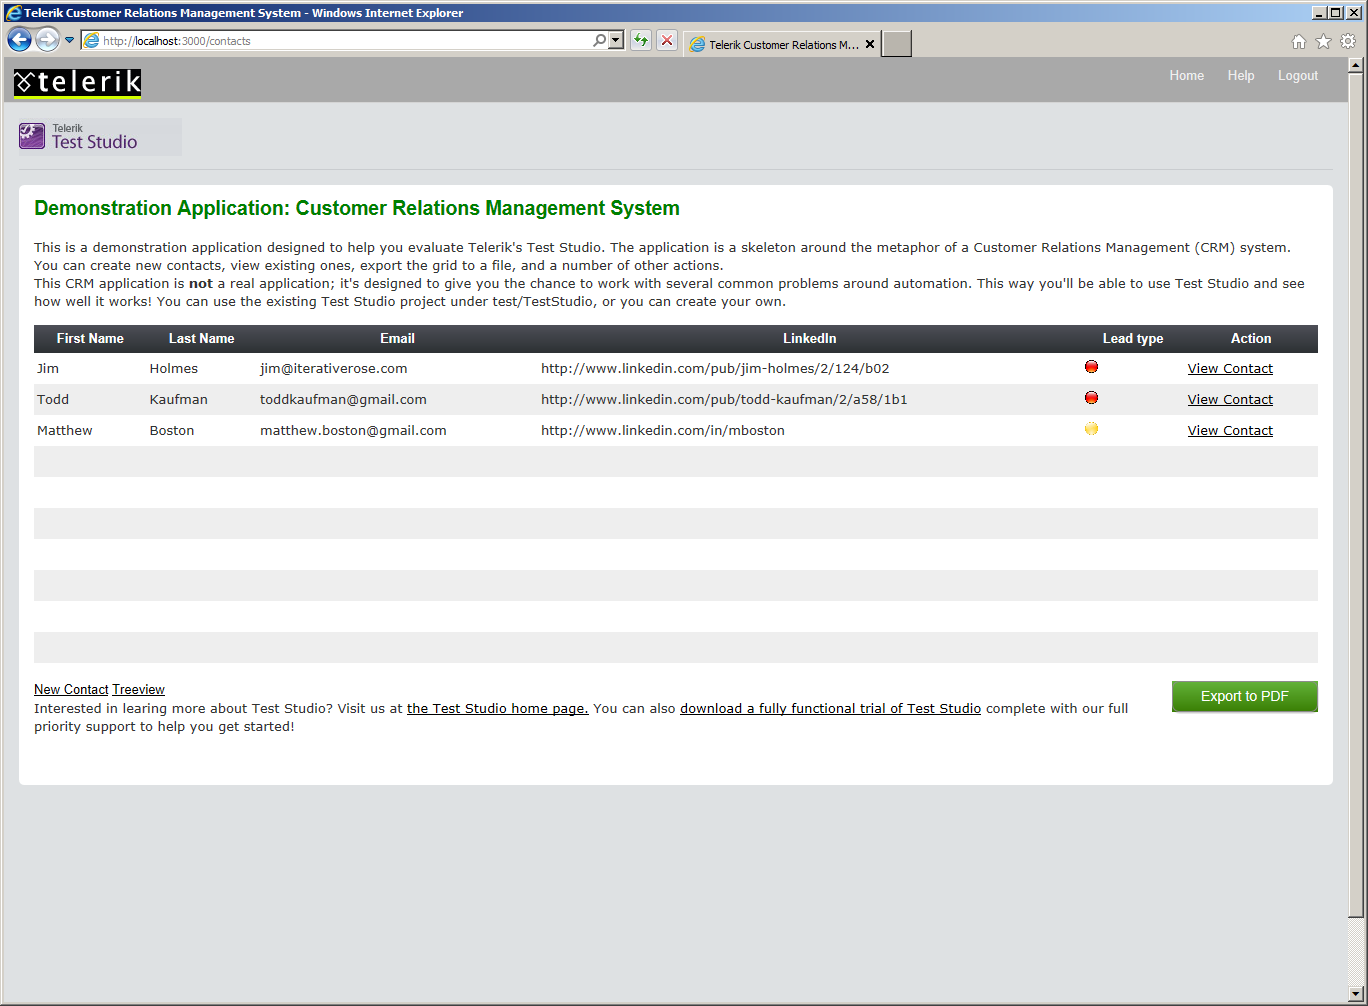 Telerik Customer Relations Management System - Windows Internet Explorer
http://localhost:3000/contacts
Telerik Customer Relations M...
telerik
Home Help Logout
Telerik
Test Studio
Demonstration Application: Customer Relations Management System
This is a demonstration application designed to help you evaluate Telerik's Test Studio. The application is a skeleton around the metaphor of a Customer Relations Management (CRM) system.
You can create new contacts, view existing ones, export the grid to a file, and a number of other actions.
This CRM application is not a real application; it's designed to give you the chance to work with several common problems around automation. This way you'll be able to use Test Studio and see
how well it works! You can use the existing Test Studio project under test/TestStudio, or you can create your own.
First Name Last Name Email LinkedIn Lead type Action
Jim Holmes jim@iterativerose.com http://www.linkedin.com/pub/jim-holmes/2/124/b02 View Contact
Todd Kaufman toddkaufman@gmail.com http://www.linkedin.com/pub/todd-kaufman/2/a58/1b1 View Contact
Matthew Boston matthew.boston@gmail.com http://www.linkedin.com/in/mboston View Contact
New Contact Treeview
Export to PDF
Interested in learing more about Test Studio? Visit us at the Test Studio home page. You can also download a fully functional trial of Test Studio complete with our full
priority support to help you get started!